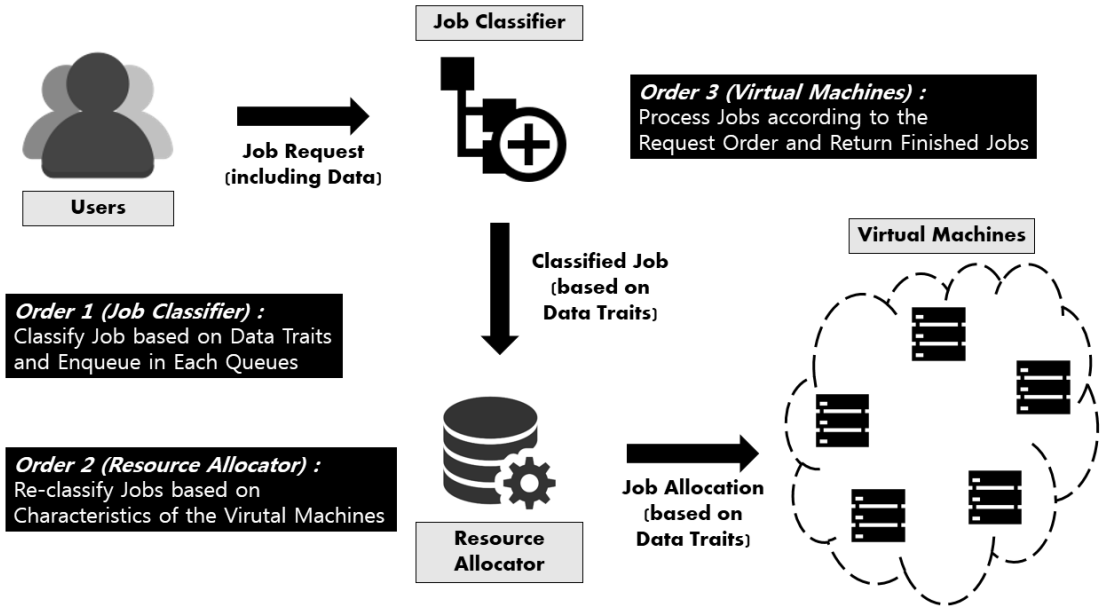 Job Classifier
Order 3 (Virtual Machines) :
Process Jobs according to the
Request Order and Return Finished Jobs
Job Request
(including Data)
Users
Virtual Machines
Classified Job
(based on
Data Traits)
Order 1 (Job Classifier) :
Classify Job based on Data Traits
and Enqueue in Each Queues
Order 2 (Resource Allocator) :
Re-classify Jobs based on
Characteristics of the Virutal Machines
Job Allocation
(based on
Data Traits)
Resource
Allocator